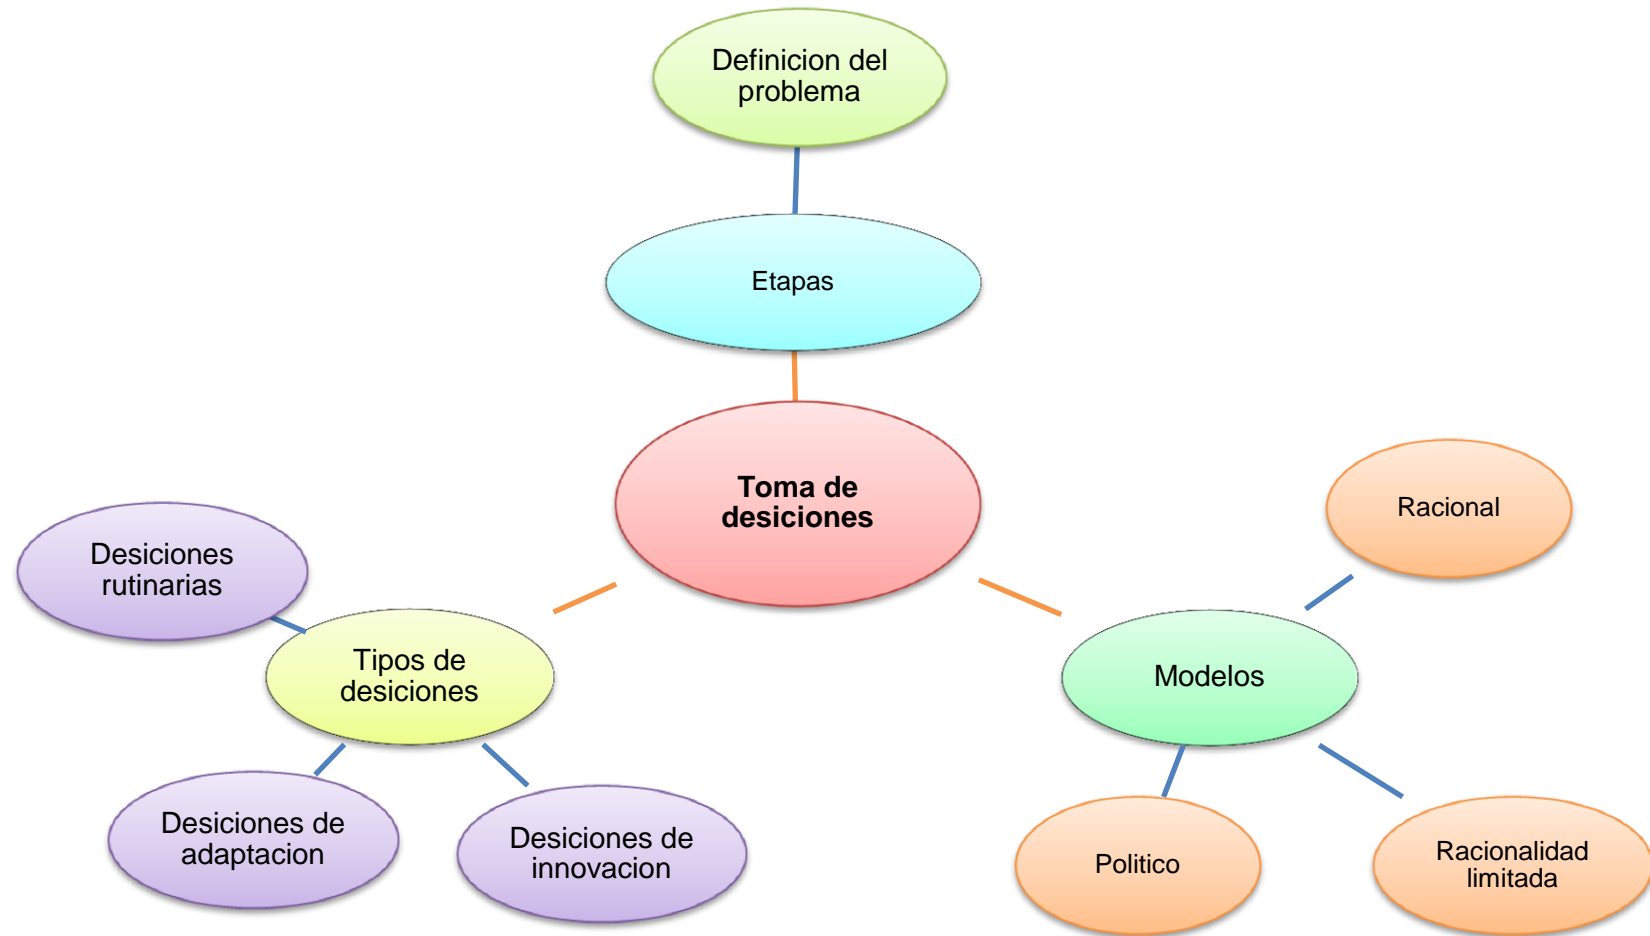 Definicion del
problema
Etapas
Toma de
desiciones
Racional
Desiciones
rutinarias
Tipos de
desiciones
Modelos
Desiciones de
adaptacion
Desiciones de
innovacion
Politico
Racionalidad
limitada